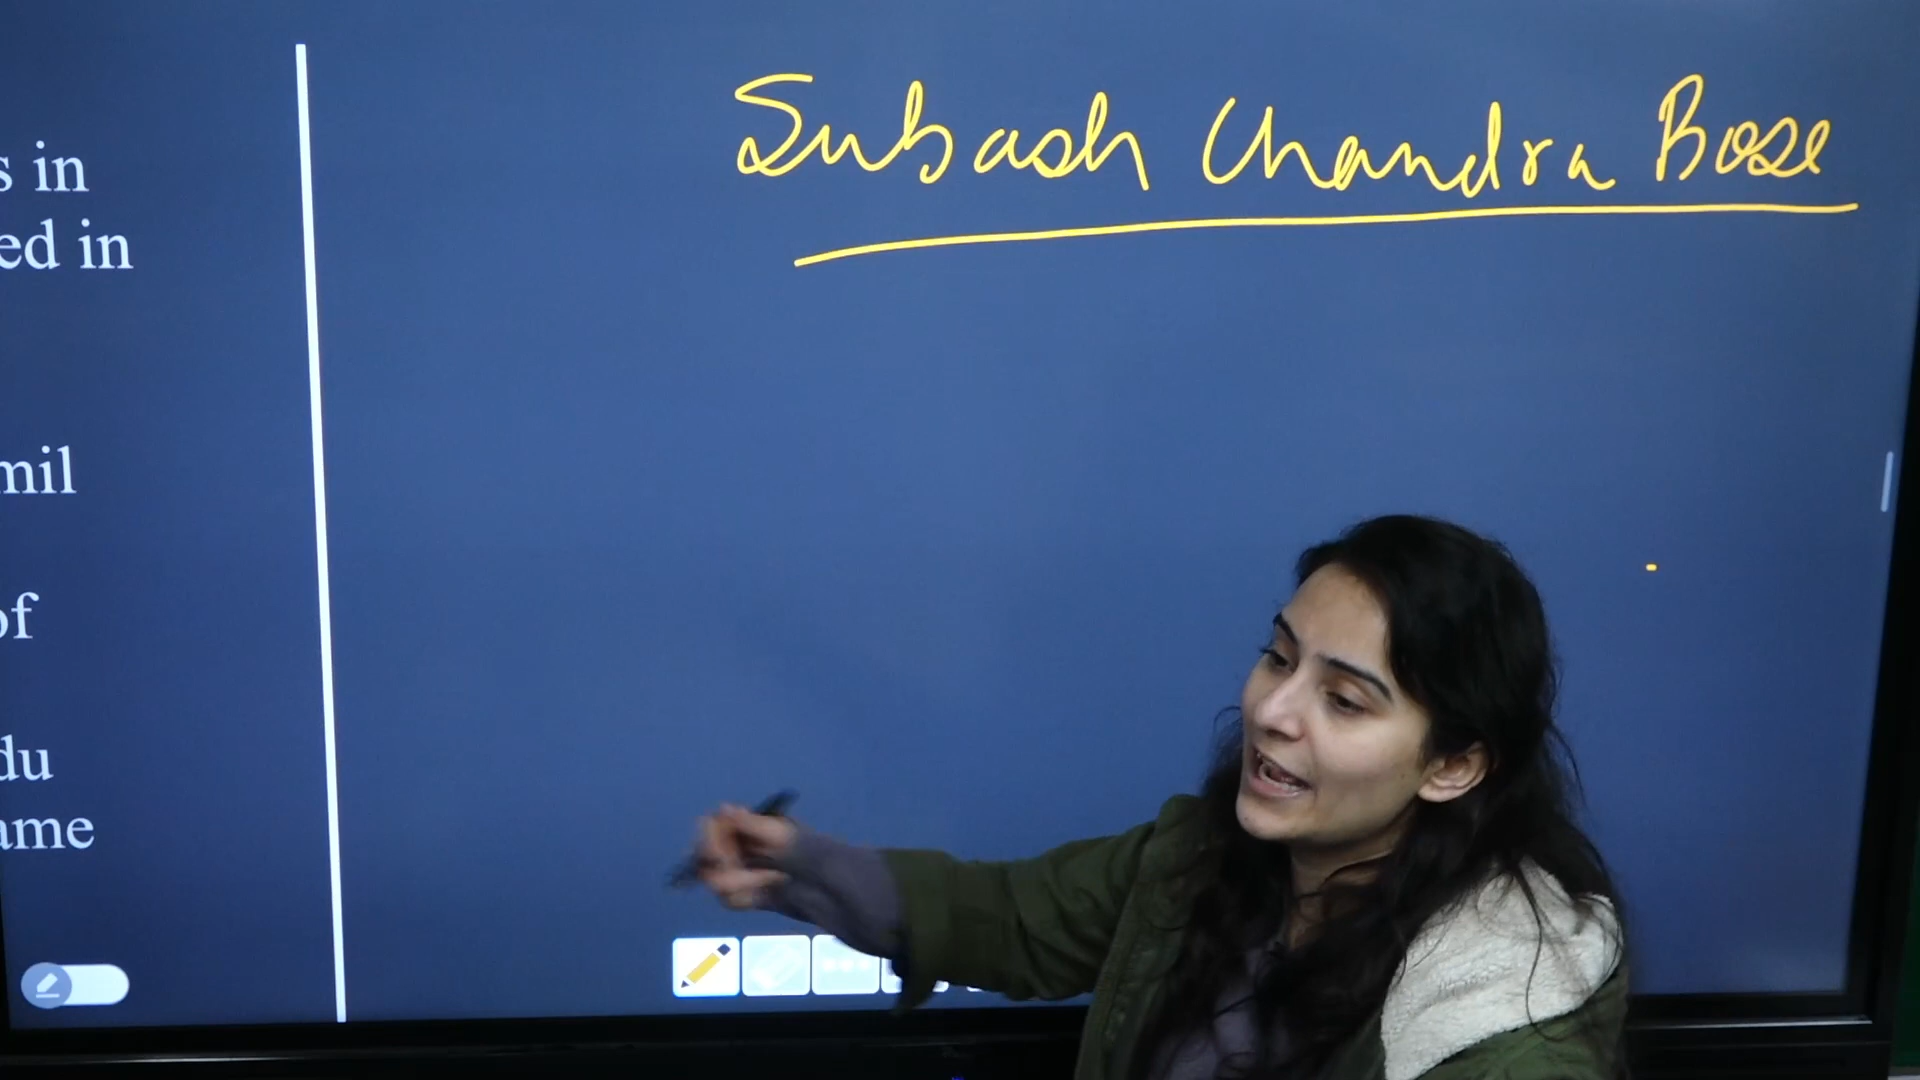 Subash Chandra Bose
s in
ed in
mil
of
du
ame